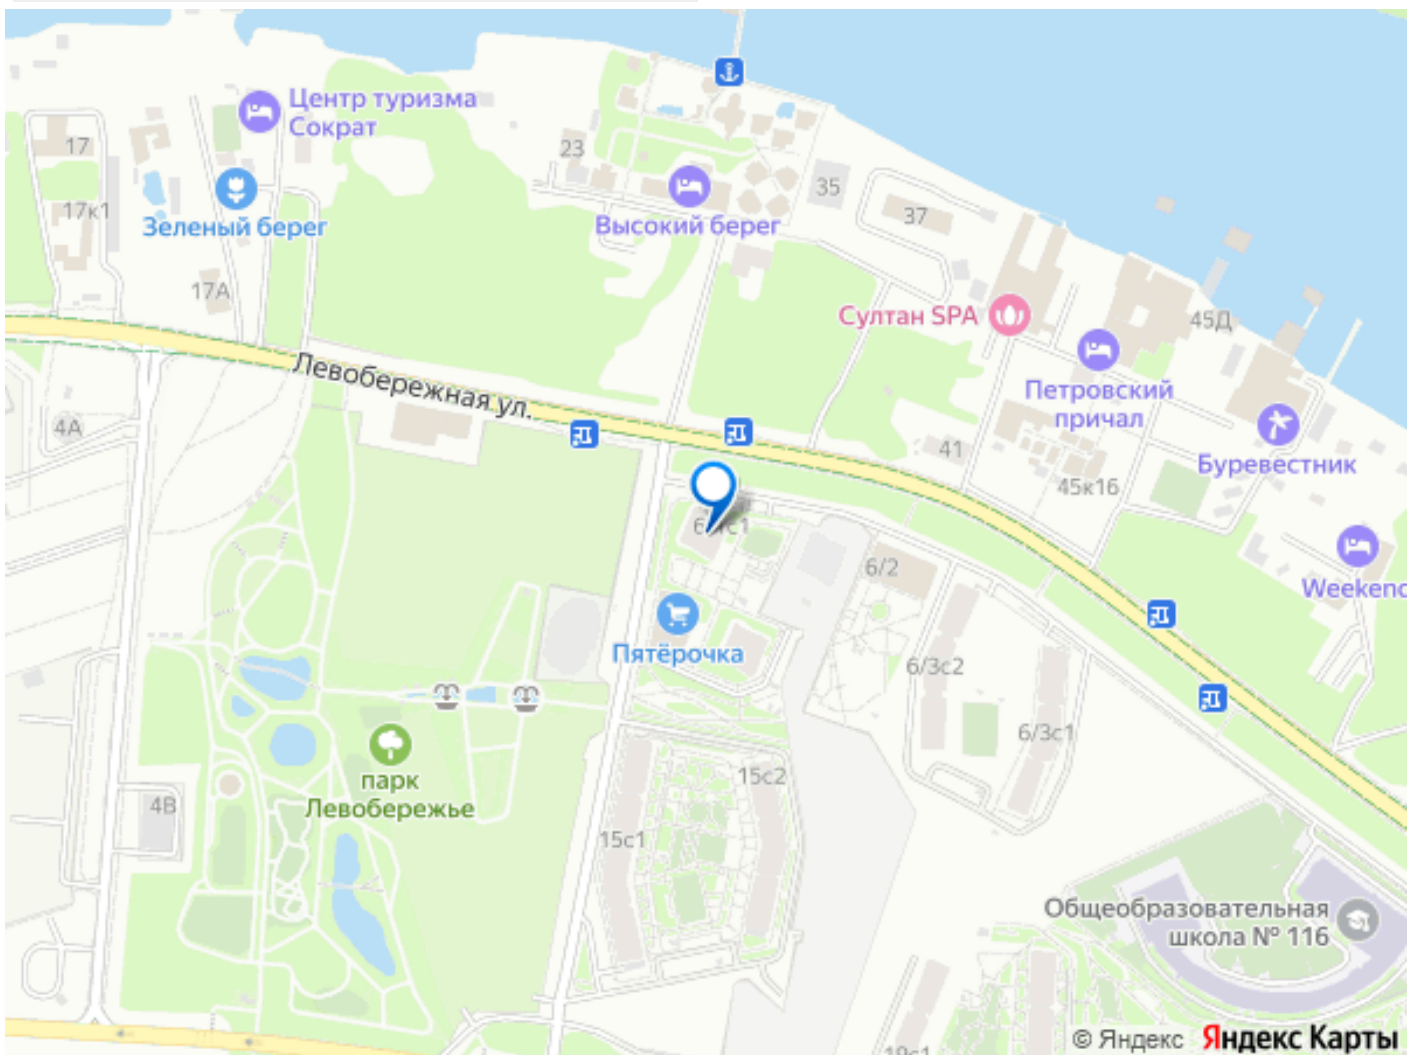 Центр туризма
Сократ
17
23
35
17к1
37
Зеленый берег
Высокий берег
17А
Султан SPA
45Д
Левобережная ул.
Петровский
причал
4А
41
Буревестник
45к16
6/2
Weekend
Пятёрочка
6/3с2
6/3с1
15с2
парк
Левобережье
4В
15с1
Общеобразовательная
школа № 116
© Яндекс Яндекс Карты